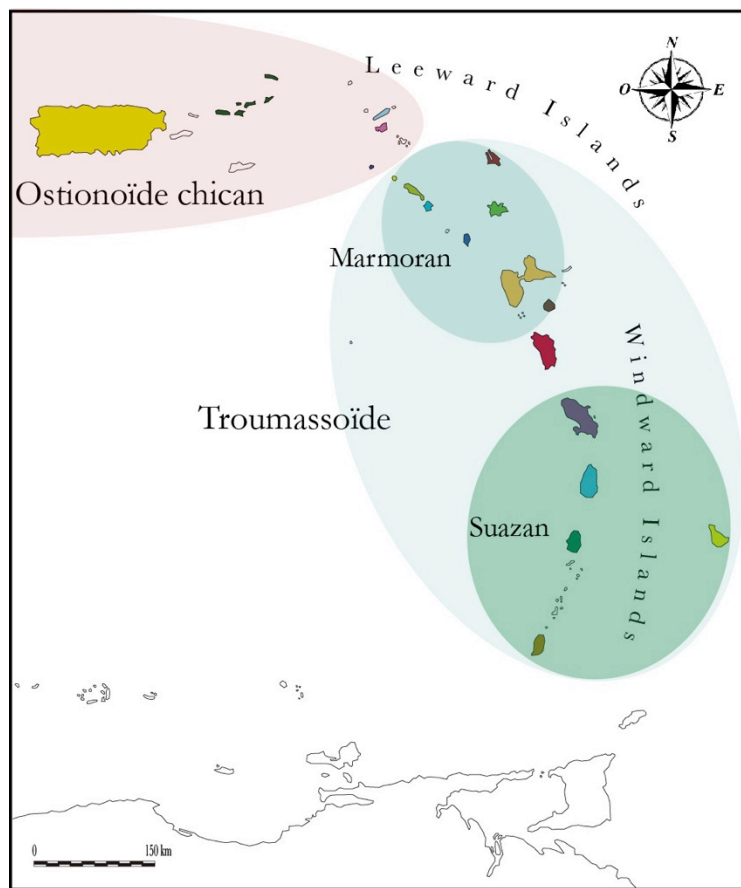 Leeward Islands
N
O E
S
Ostionoïde chican
Marmoran
Windward Islands
Troumassoïde
Suazan
0 150 km